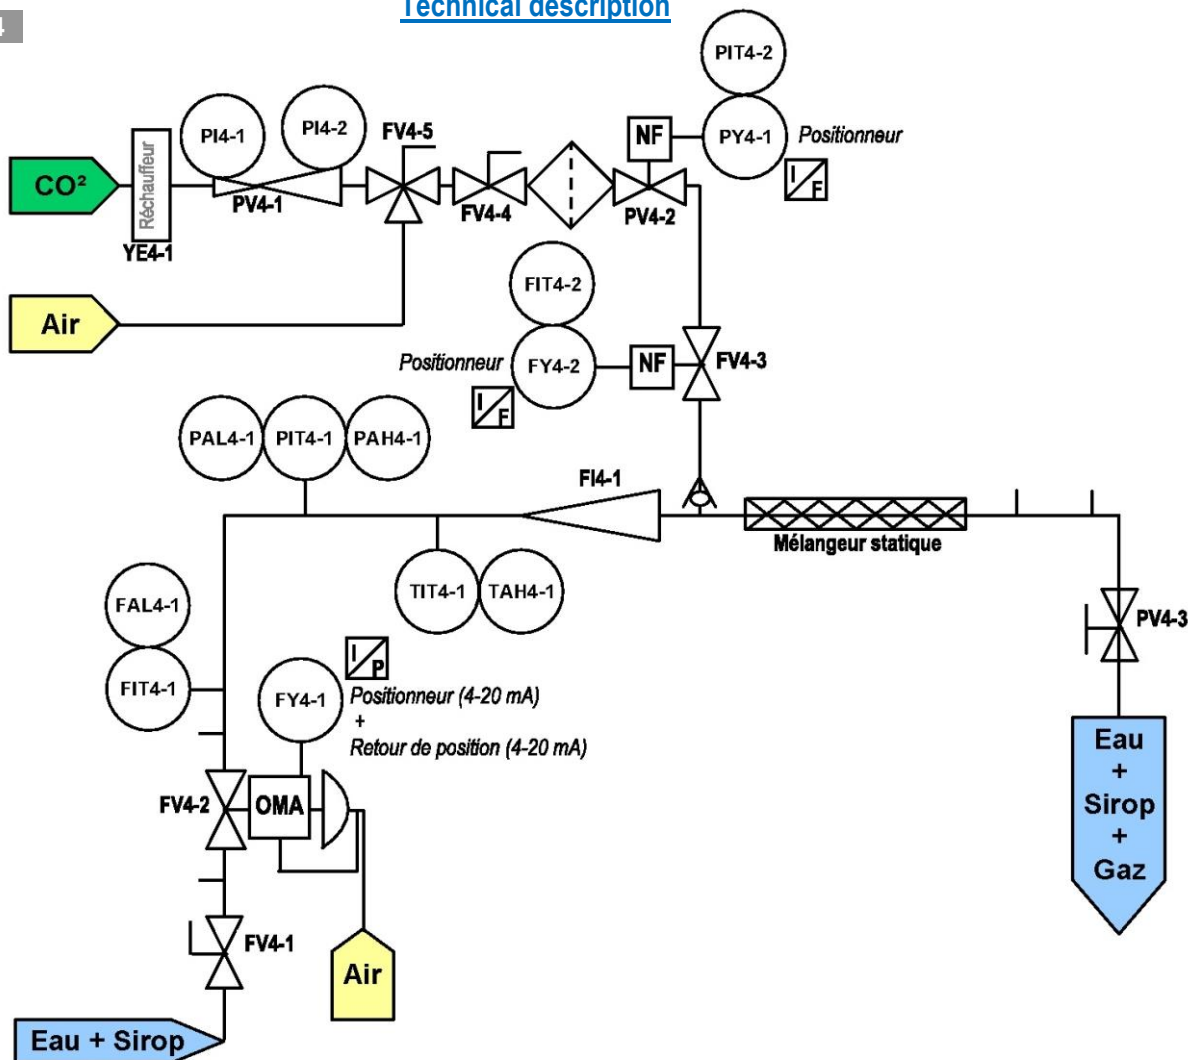 Technical description
4
PIT4-2
PI4-1
PI4-2
FV4-5
NF
PY4-1
Positionneur
I/F
CO²
Réchauffeur
PV4-1
FV4-4
PV4-2
YE4-1
FIT4-2
Air
Positionneur
FY4-2
NF
FV4-3
I/F
PAL4-1
PIT4-1
PAH4-1
FI4-1
Mélangeur statique
FAL4-1
TIT4-1
TAH4-1
PV4-3
I/P
FIT4-1
FY4-1
Positionneur (4-20 mA)
+
Retour de position (4-20 mA)
FV4-2
OMA
Eau
+
Sirop
+
Gaz
FV4-1
Air
Eau + Sirop